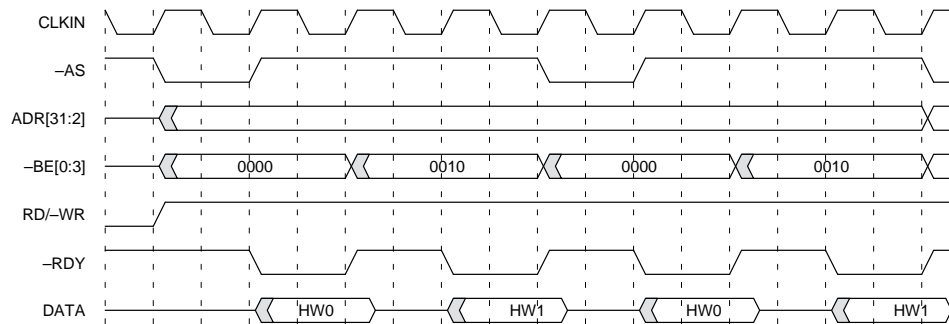 CLKIN
–AS
ADR[31:2]
–BE[0:3] 0000 0010 0000 0010
RD/–WR
–RDY
DATA HW0 HW1 HW0 HW1